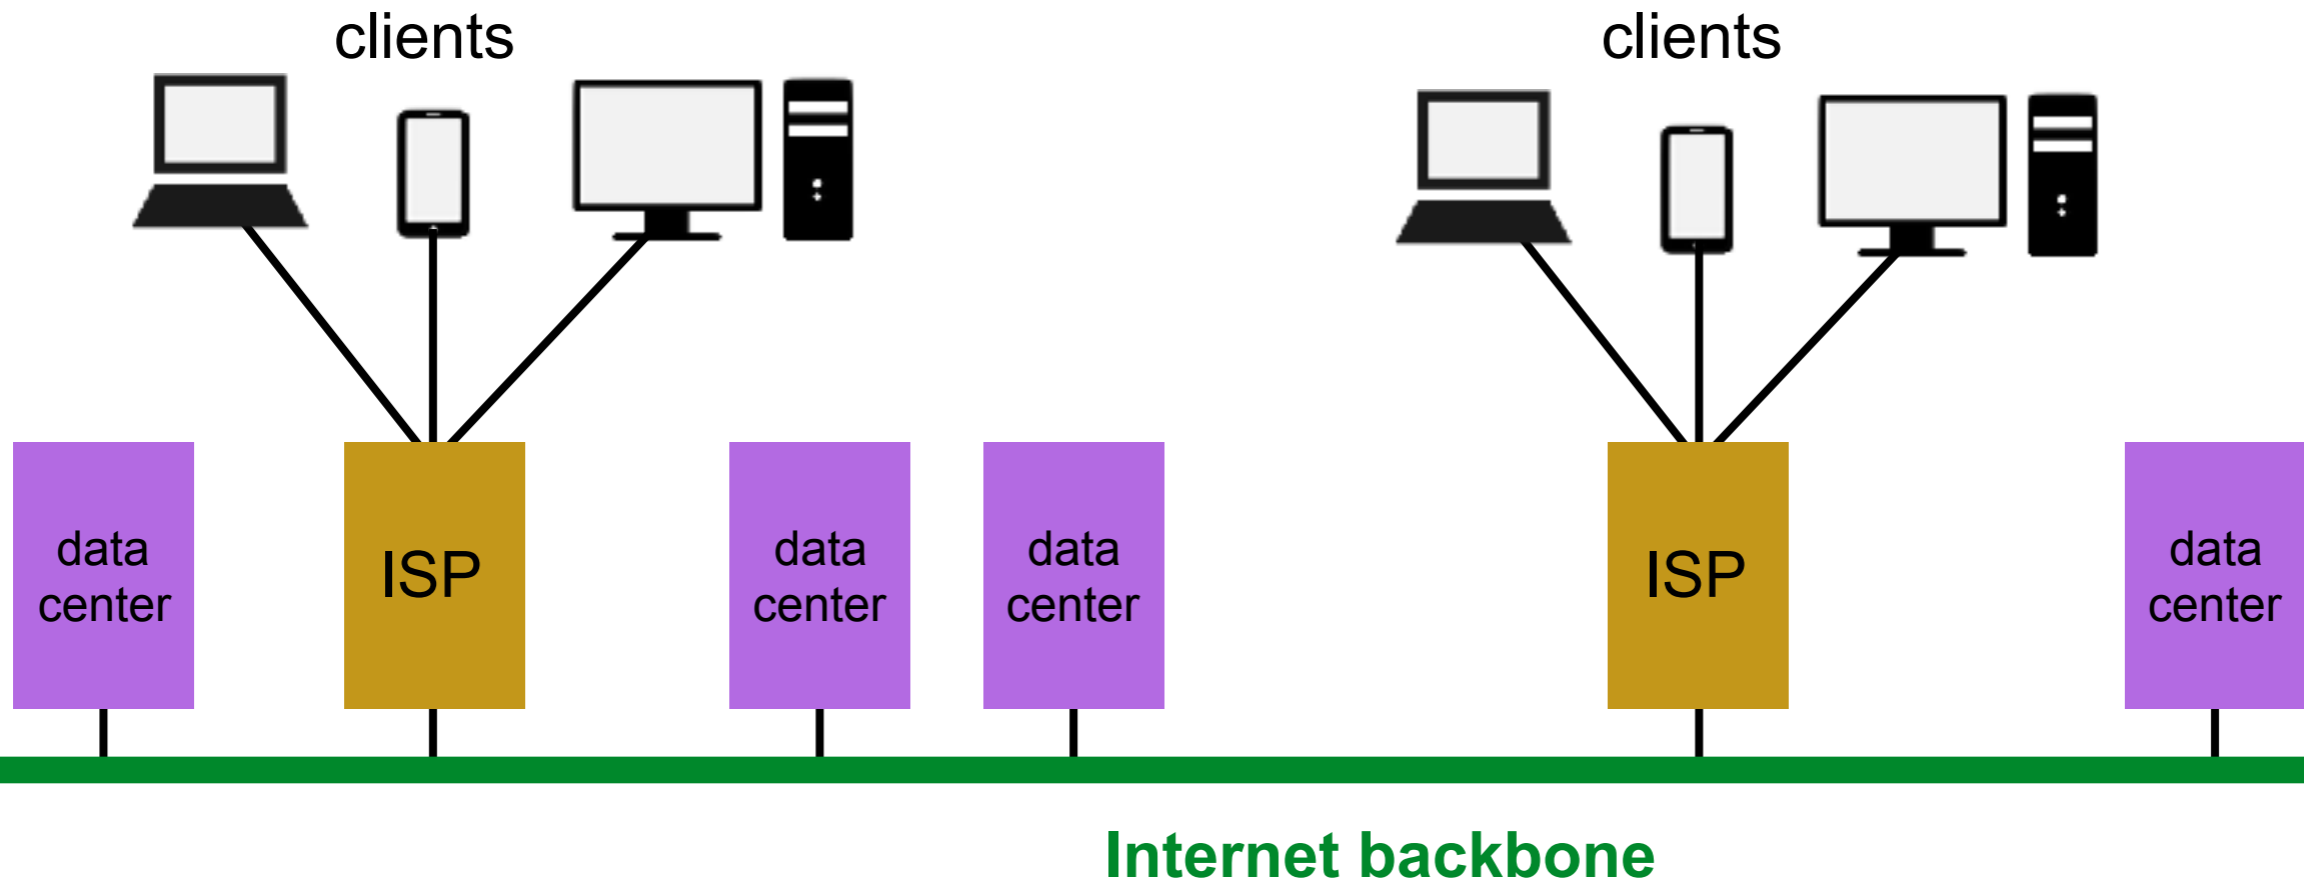 clients
clients
data
center
ISP
data
center
data
center
ISP
data
center
Internet backbone